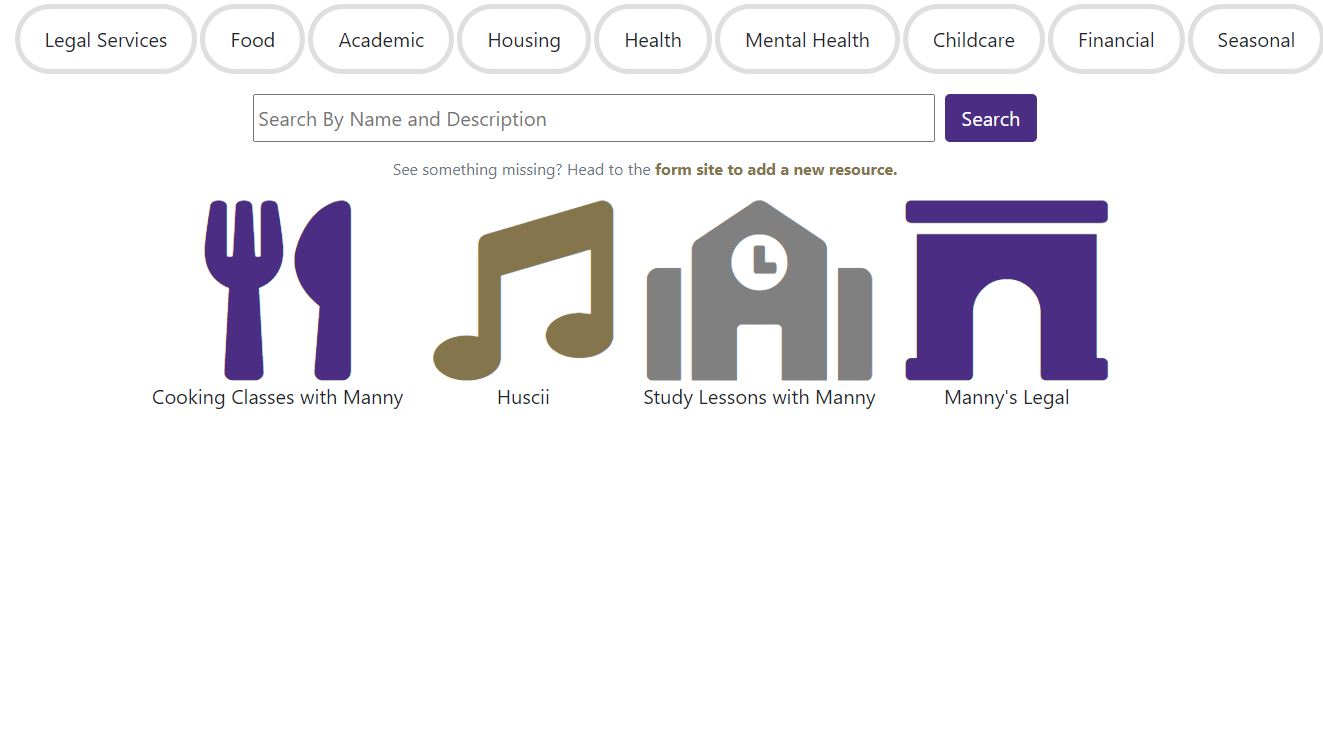 Legal Services Food Academic Housing Health Mental Health Childcare Financial Seasonal
Search By Name and Description Search
See something missing? Head to the form site to add a new resource.
Cooking Classes with Manny Huscii Study Lessons with Manny Manny's Legal